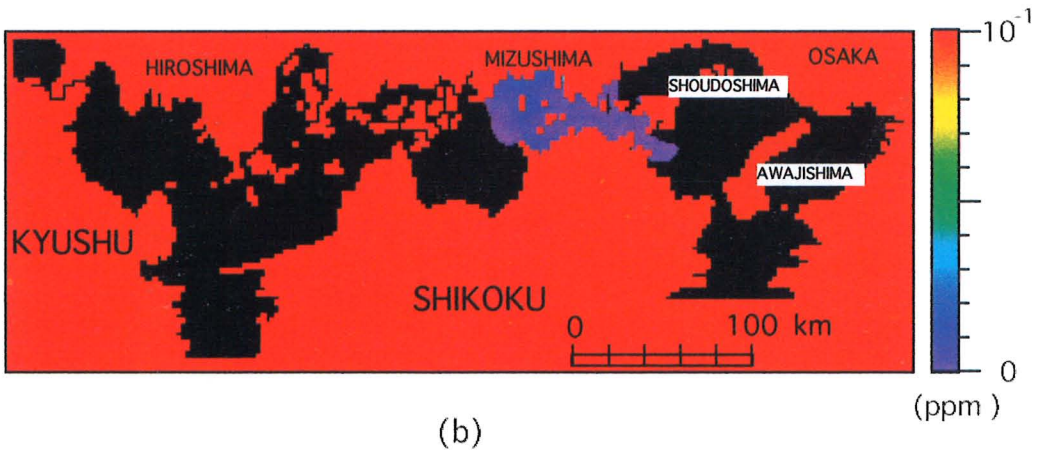 HIROSHIMA
MIZUSHIMA
OSAKA
SHOUDOSHIMA
AWAJISHIMA
KYUSHU
SHIKOKU
0 100 km
10-1
0
(ppm )
(b)